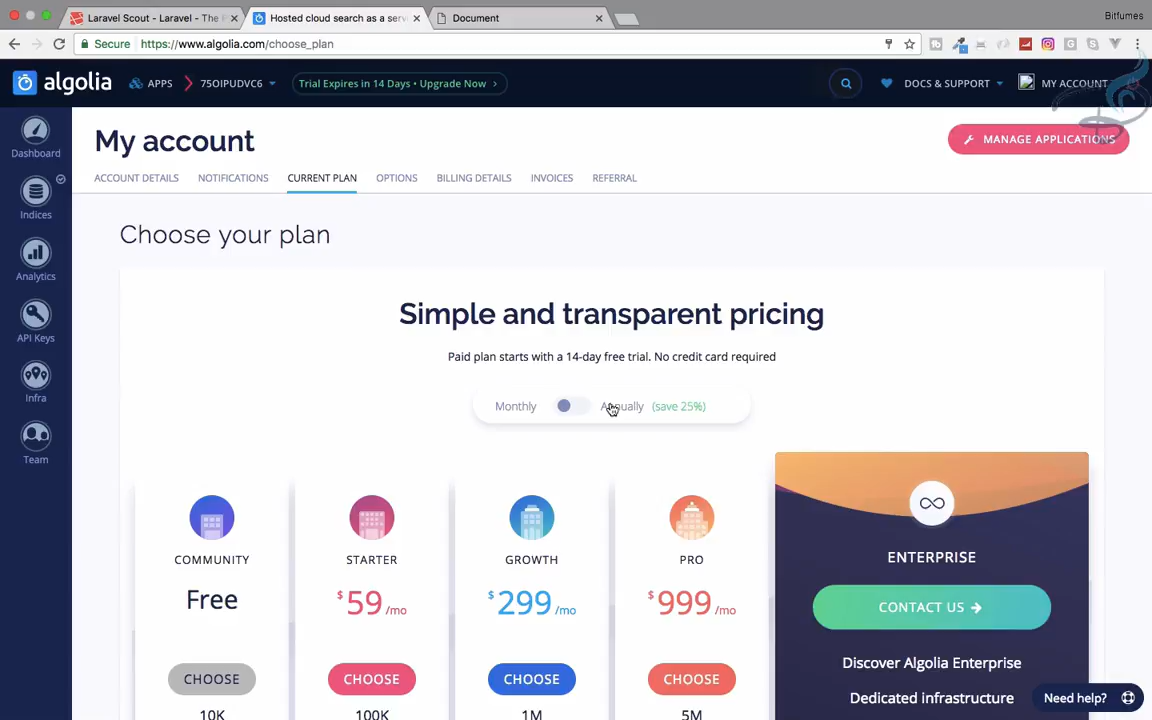 Laravel Scout - Laravel - The
Hosted cloud search as a serv
Document
Bitfumes
Secure
https://www.algolia.com/choose_plan
algolia
APPS
75OIPUDVC6
Trial Expires in 14 Days • Upgrade Now
DOCS & SUPPORT
MY ACCOUNT
Dashboard
Indices
Analytics
API Keys
Infra
Team
My account
MANAGE APPLICATIONS
ACCOUNT DETAILS
NOTIFICATIONS
CURRENT PLAN
OPTIONS
BILLING DETAILS
INVOICES
REFERRAL
Choose your plan
Simple and transparent pricing
Paid plan starts with a 14-day free trial. No credit card required
Monthly
Annually (save 25%)
COMMUNITY
Free
CHOOSE
10K
STARTER
$59/mo
CHOOSE
100K
GROWTH
$299/mo
CHOOSE
1M
PRO
$999/mo
CHOOSE
5M
ENTERPRISE
CONTACT US
Discover Algolia Enterprise
Dedicated infrastructure
Need help?